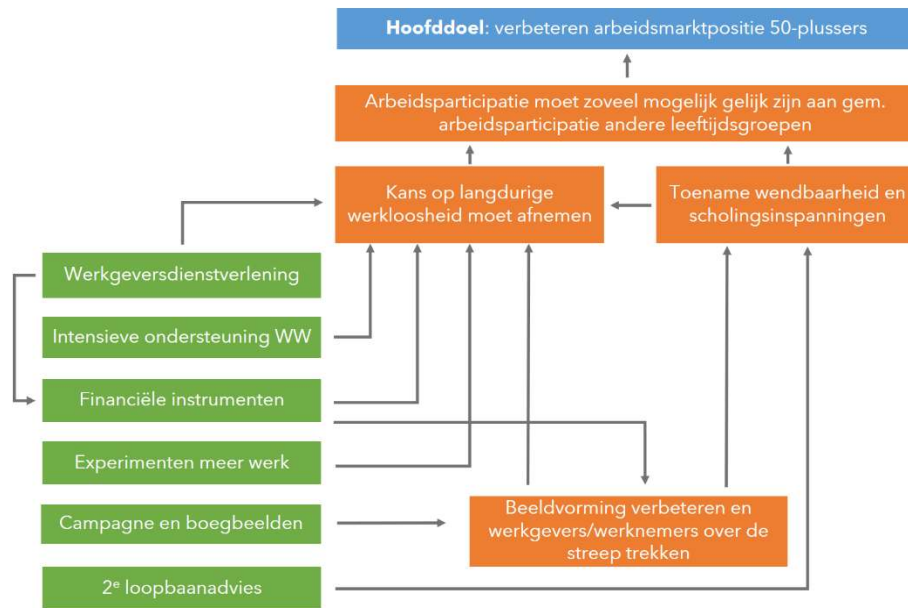 Hoofddoel: verbeteren arbeidsmarktpositie 50-plussers
Arbeidsparticipatie moet zoveel mogelijk gelijk zijn aan gem.
arbeidsparticipatie andere leeftijdsgroepen
Kans op langdurige
werkloosheid moet afnemen
Toename wendbaarheid en
scholingsinspanningen
Werkgeversdienstverlening
Intensieve ondersteuning WW
Financiële instrumenten
Experimenten meer werk
Campagne en boegbeelden
2e loopbaanadvies
Beeldvorming verbeteren en
werkgevers/werknemers over de
streep trekken